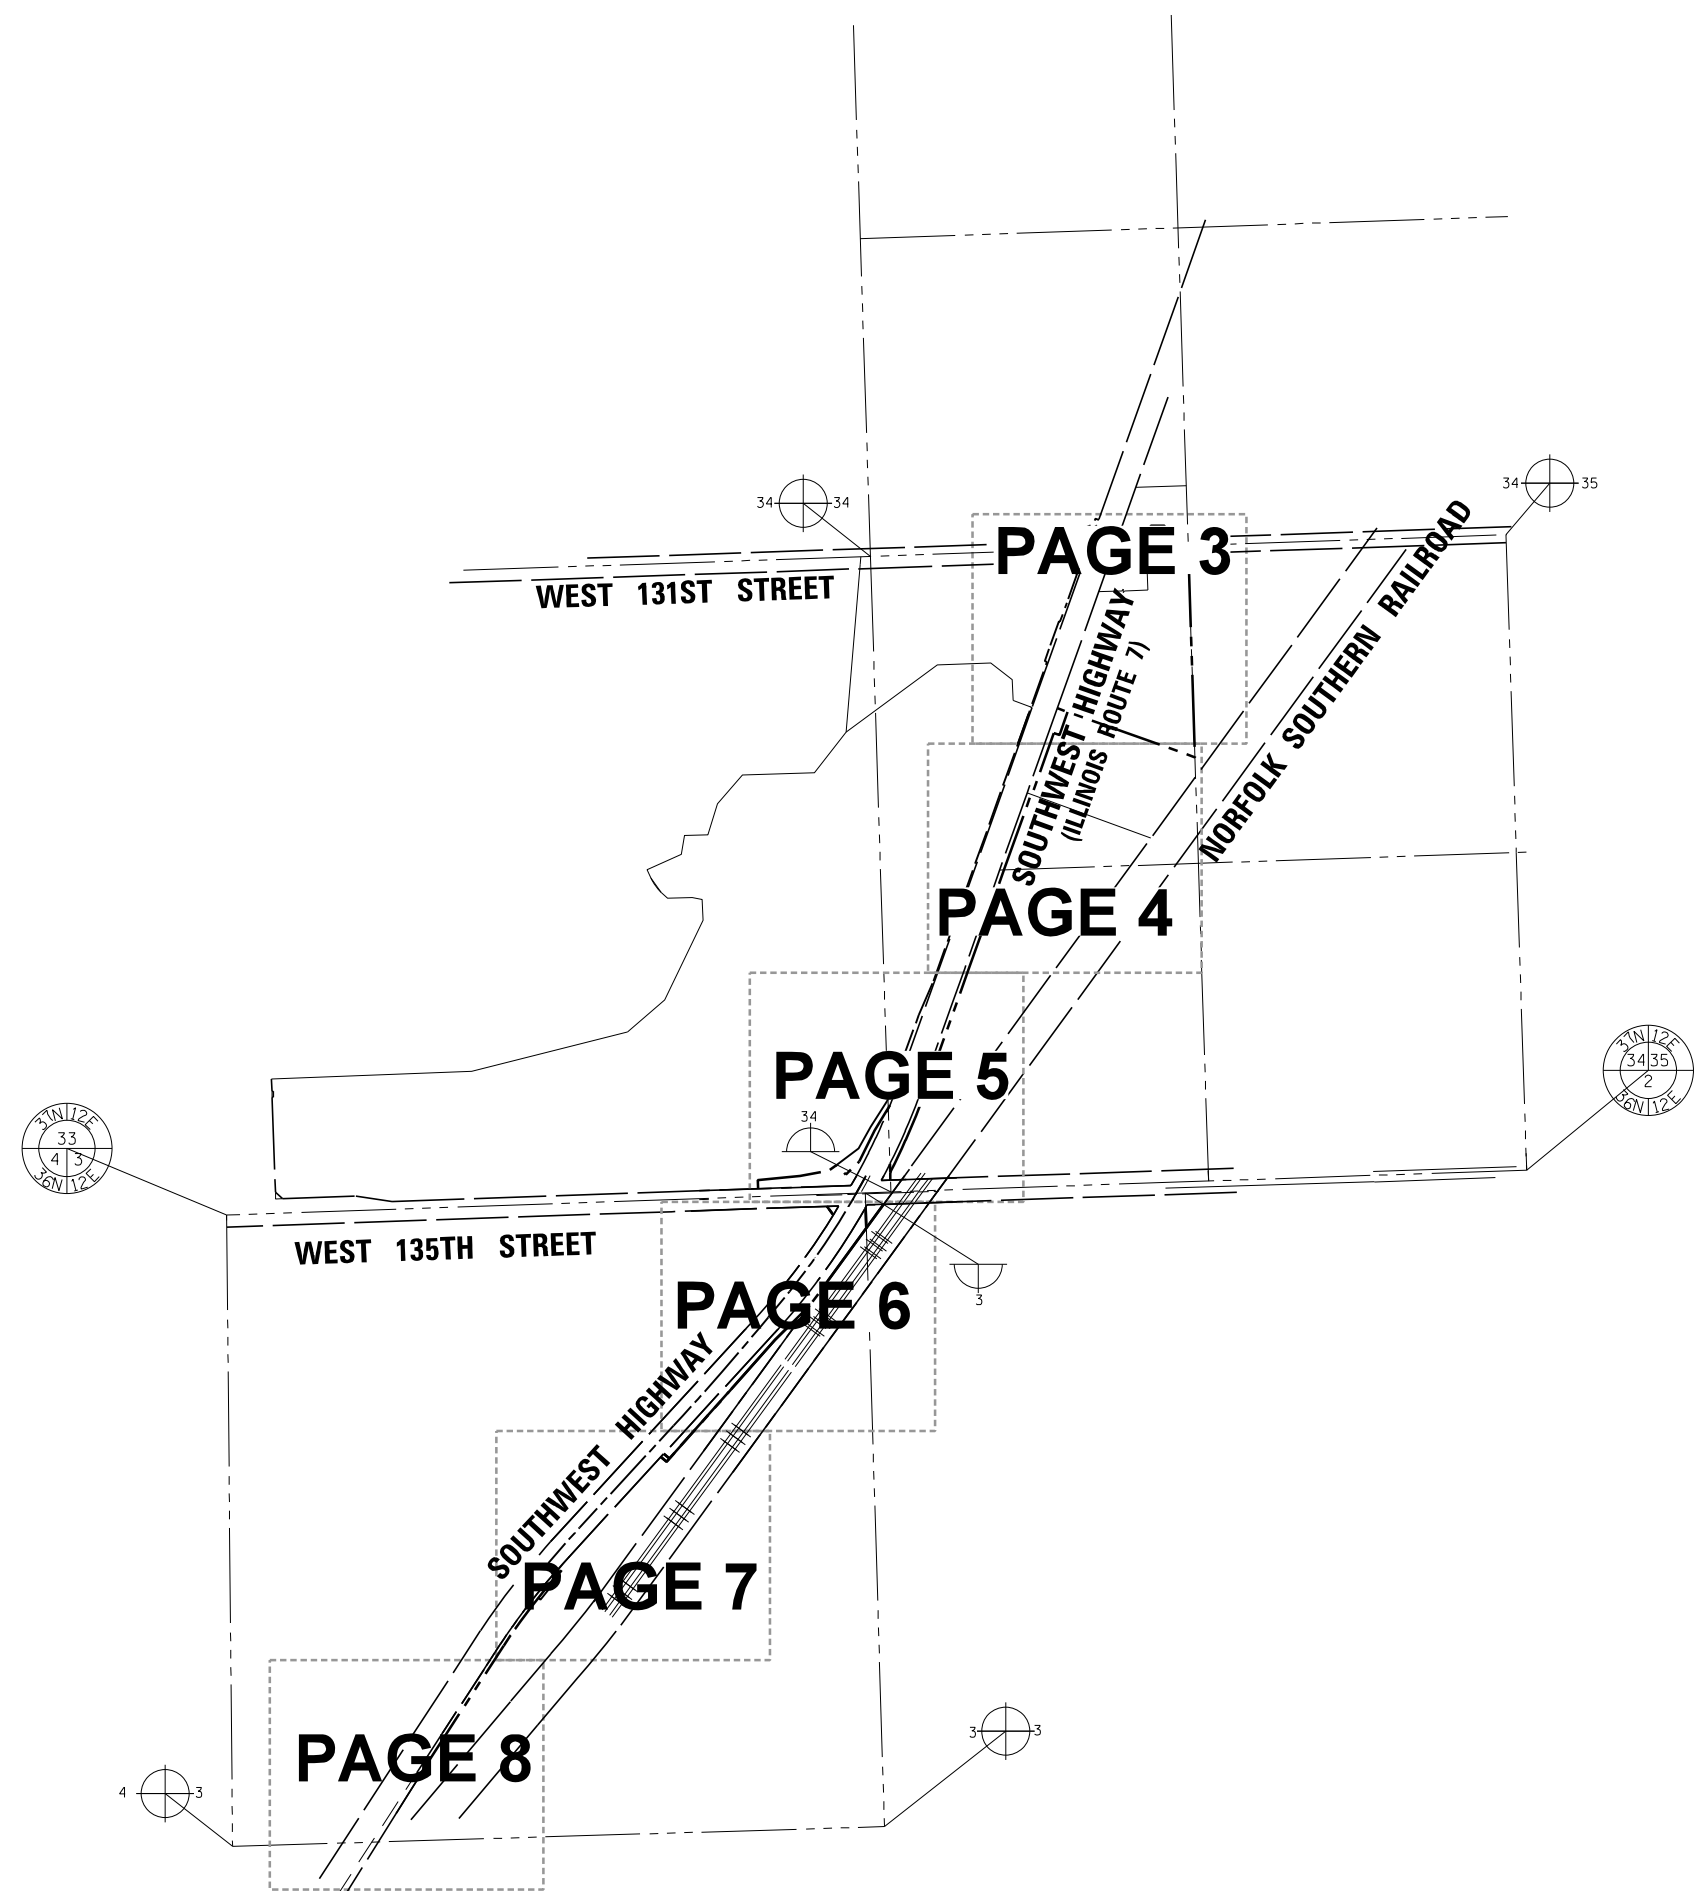 34 34
34 35
PAGE 3
WEST 131ST STREET
NORFOLK SOUTHERN RAILROAD
SOUTHWEST HIGHWAY
(ILLINOIS ROUTE 7)
PAGE 4
37N 12E
34 35
2
36N 12E
PAGE 5
34
37N 12E
33
4 3
36N 12E
WEST 135TH STREET
3
PAGE 6
SOUTHWEST HIGHWAY
PAGE 7
3 3
PAGE 8
4 3